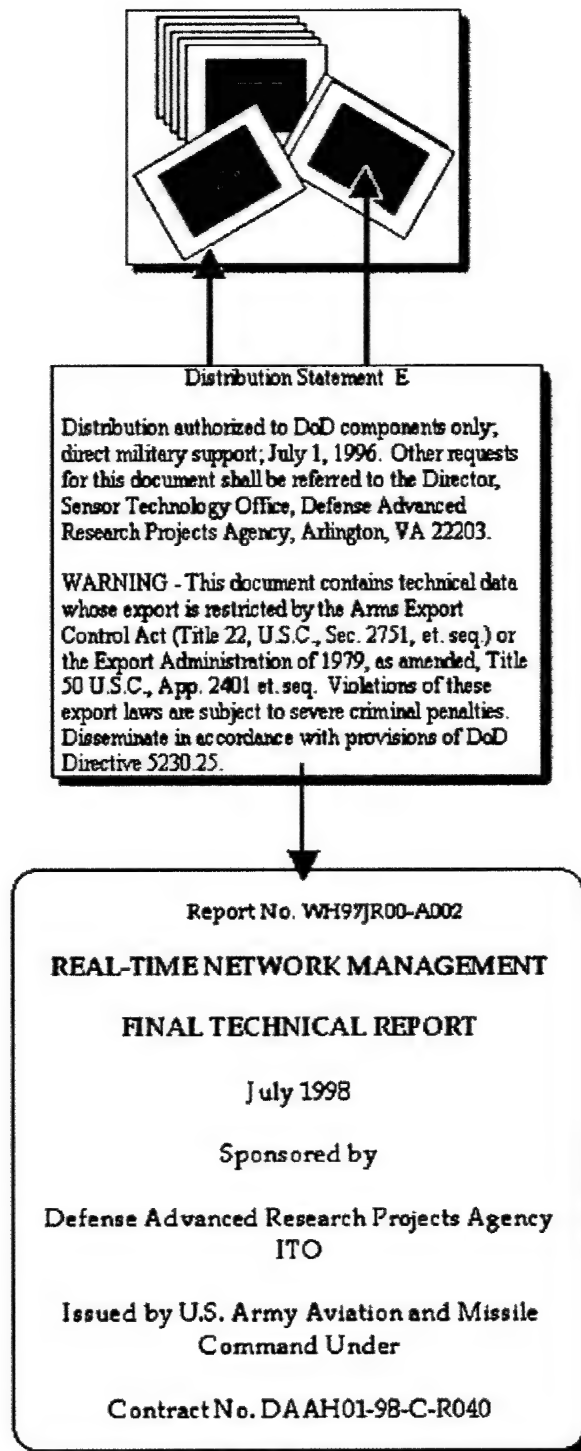 Distribution Statement E
Distribution authorized to DoD components only;
direct military support; July 1, 1996. Other requests
for this document shall be referred to the Director,
Sensor Technology Office, Defense Advanced
Research Projects Agency, Arlington, VA 22203.
WARNING - This document contains technical data
whose export is restricted by the Arms Export
Control Act (Title 22, U.S.C., Sec. 2751, et. seq.) or
the Export Administration of 1979, as amended, Title
50 U.S.C., App. 2401 et. seq. Violations of these
export laws are subject to severe criminal penalties.
Disseminate in accordance with provisions of DoD
Directive 5230.25.
Report No. WH97JR00-A002
REAL-TIME NETWORK MANAGEMENT
FINAL TECHNICAL REPORT
July 1998
Sponsored by
Defense Advanced Research Projects Agency
ITO
Issued by U.S. Army Aviation and Missile
Command Under
Contract No. DAAH01-98-C-R040